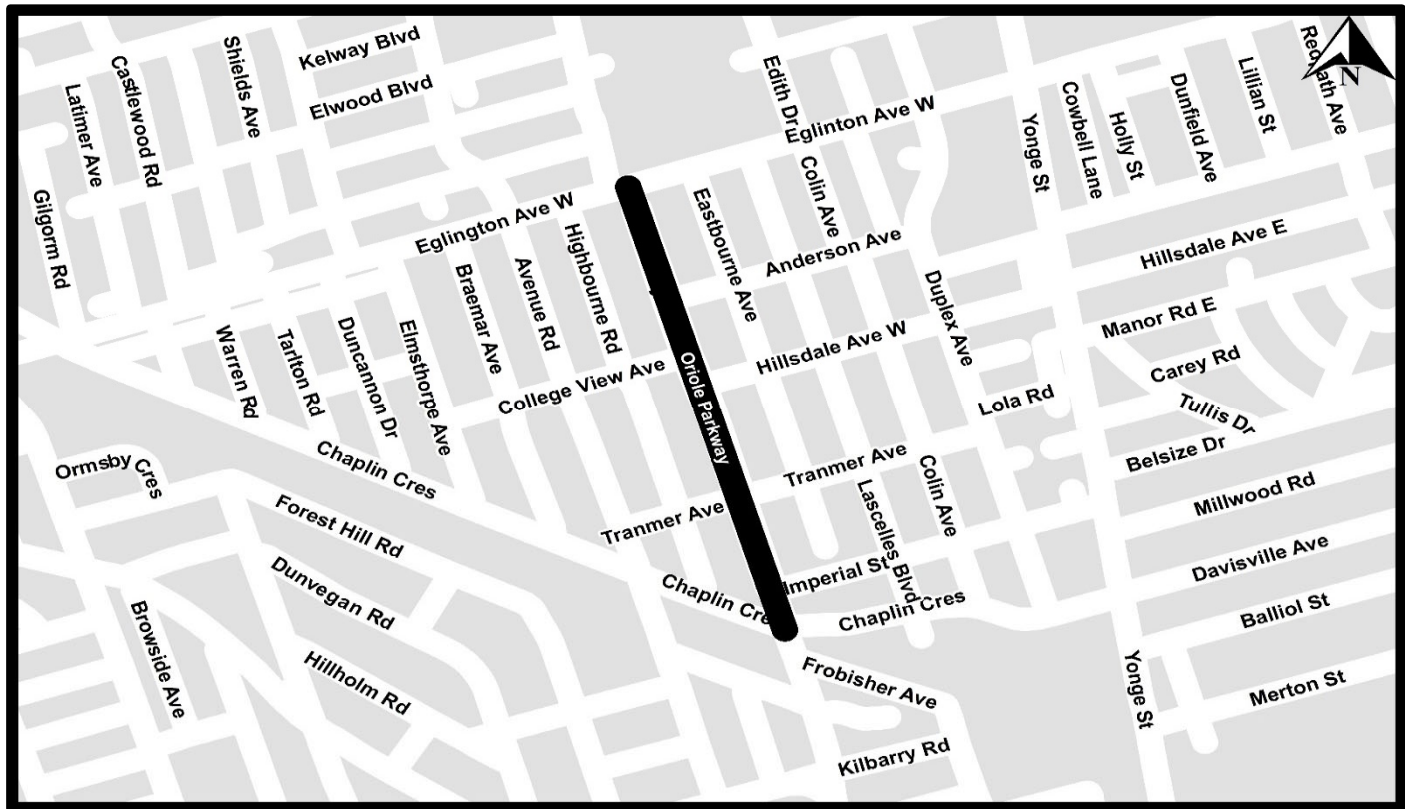 Kelway Blvd
Shields Ave
Castlewood Rd
Latimer Ave
Elwood Blvd
Edith Dr
Eglinton Ave W
Cowbell Lane
Dunfield Ave
Lillian St
Redpath Ave
N
Holly St
Yonge St
Gilgorm Rd
Eglington Ave W
Highbourne Rd
Eastbourne Ave
Colin Ave
Anderson Ave
Hillsdale Ave E
Braemar Ave
Avenue Rd
Duplex Ave
Manor Rd E
Warren Rd
Tarlton Rd
Duncannon Dr
Elmsthorpe Ave
College View Ave
Oriole Parkway
Hillsdale Ave W
Lola Rd
Carey Rd
Tullis Dr
Chaplin Cres
Belsize Dr
Ormsby Cres
Forest Hill Rd
Tranmer Ave
Tranmer Ave
Lascelles Blvd
Colin Ave
Millwood Rd
Dunvegan Rd
Chaplin Cres
Imperial St
Chaplin Cres
Davisville Ave
Balliol St
Browside Ave
Hillholm Rd
Frobisher Ave
Yonge St
Merton St
Kilbarry Rd